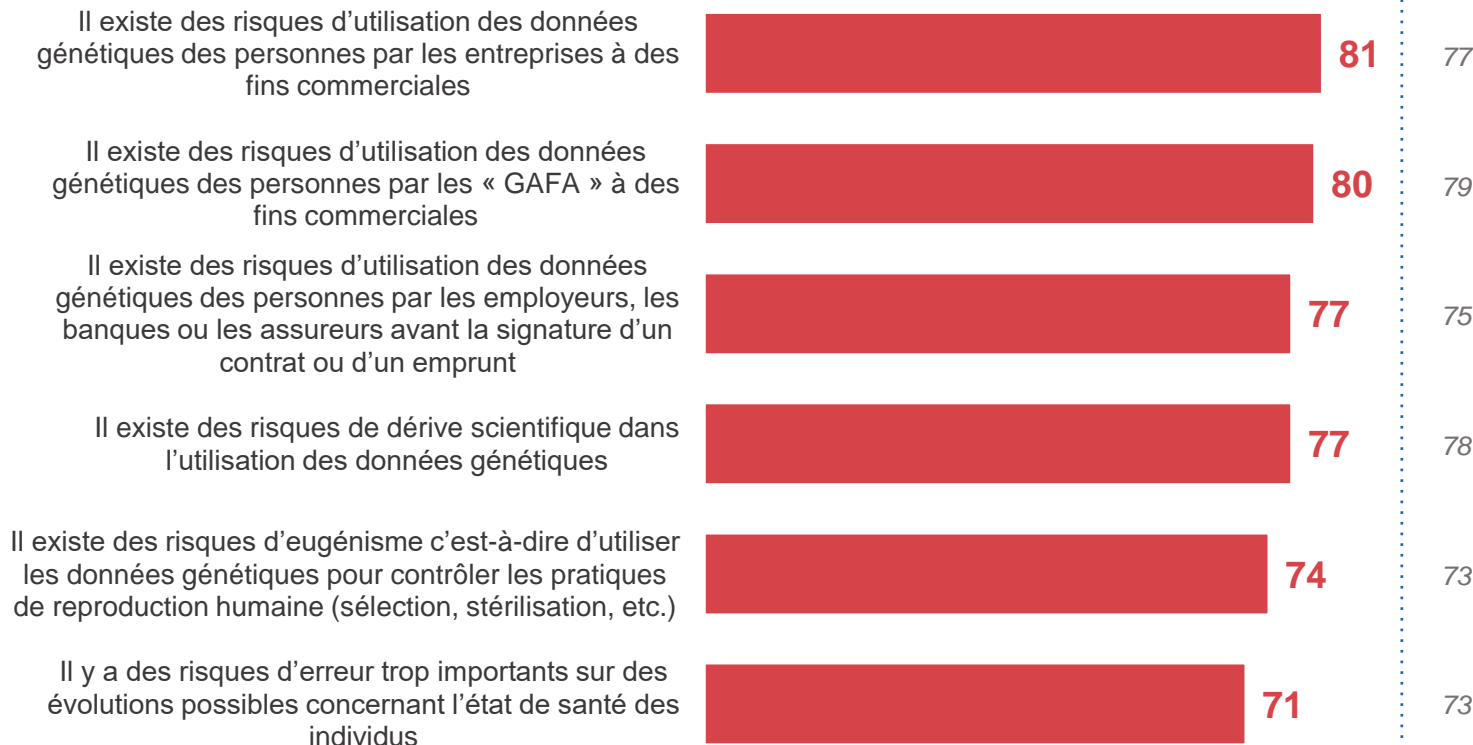 Il existe des risques d’utilisation des données
génétiques des personnes par les entreprises à des
fins commerciales
81
77
Il existe des risques d’utilisation des données
génétiques des personnes par les « GAFA » à des
fins commerciales
80
79
Il existe des risques d’utilisation des données
génétiques des personnes par les employeurs, les
banques ou les assureurs avant la signature d’un
contrat ou d’un emprunt
77
75
Il existe des risques de dérive scientifique dans
l’utilisation des données génétiques
77
78
Il existe des risques d’eugénisme c’est-à-dire d’utiliser
les données génétiques pour contrôler les pratiques
de reproduction humaine (sélection, stérilisation, etc.)
74
73
Il y a des risques d’erreur trop importants sur des
évolutions possibles concernant l’état de santé des
individus
71
73